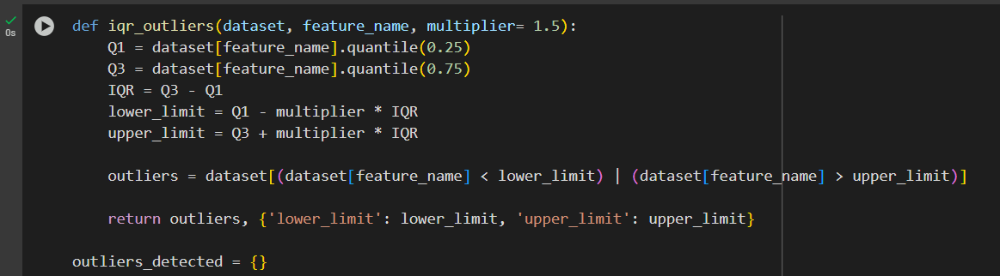 0s
def iqr_outliers(dataset, feature_name, multiplier= 1.5):
    Q1 = dataset[feature_name].quantile(0.25)
    Q3 = dataset[feature_name].quantile(0.75)
    IQR = Q3 - Q1
    lower_limit = Q1 - multiplier * IQR
    upper_limit = Q3 + multiplier * IQR

    outliers = dataset[(dataset[feature_name] < lower_limit) | (dataset[feature_name] > upper_limit)]

    return outliers, {'lower_limit': lower_limit, 'upper_limit': upper_limit}

outliers_detected = {}